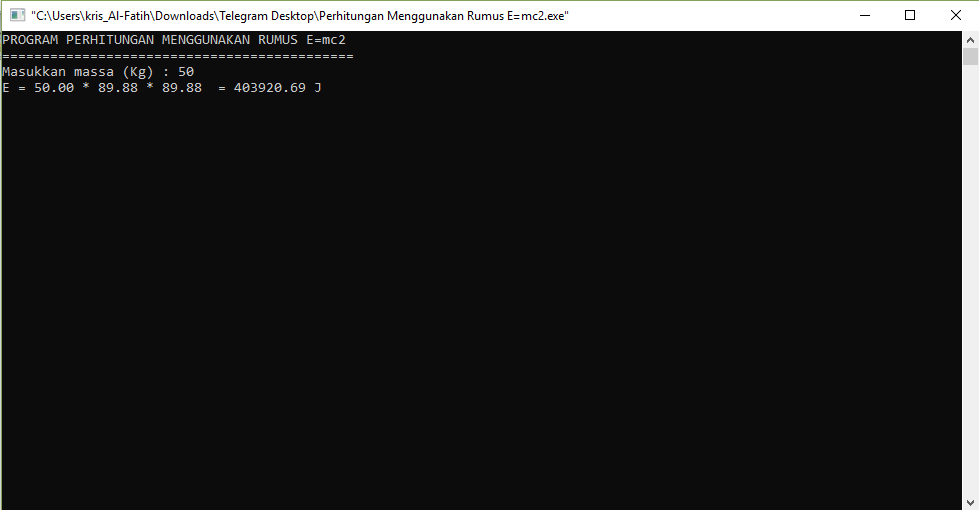 "C:\Users\kris_Al-Fatih\Downloads\Telegram Desktop\Perhitungan Menggunakan Rumus E=mc2.exe"
PROGRAM PERHITUNGAN MENGGUNAKAN RUMUS E=mc2
============================================
Masukkan massa (Kg) : 50
E = 50.00 * 89.88 * 89.88  = 403920.69 J